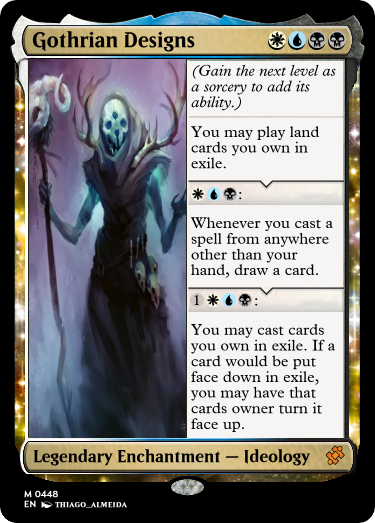 Gothrian Designs
(Gain the next level as
a sorcery to add its
ability.)
You may play land
cards you own in
exile.
:
Whenever you cast a
spell from anywhere
other than your
hand, draw a card.
1 :
You may cast cards
you own in exile. If a
card would be put
face down in exile,
you may have that
cards owner turn it
face up.
Legendary Enchantment — Ideology
M 0448
EN THIAGO_ALMEIDA